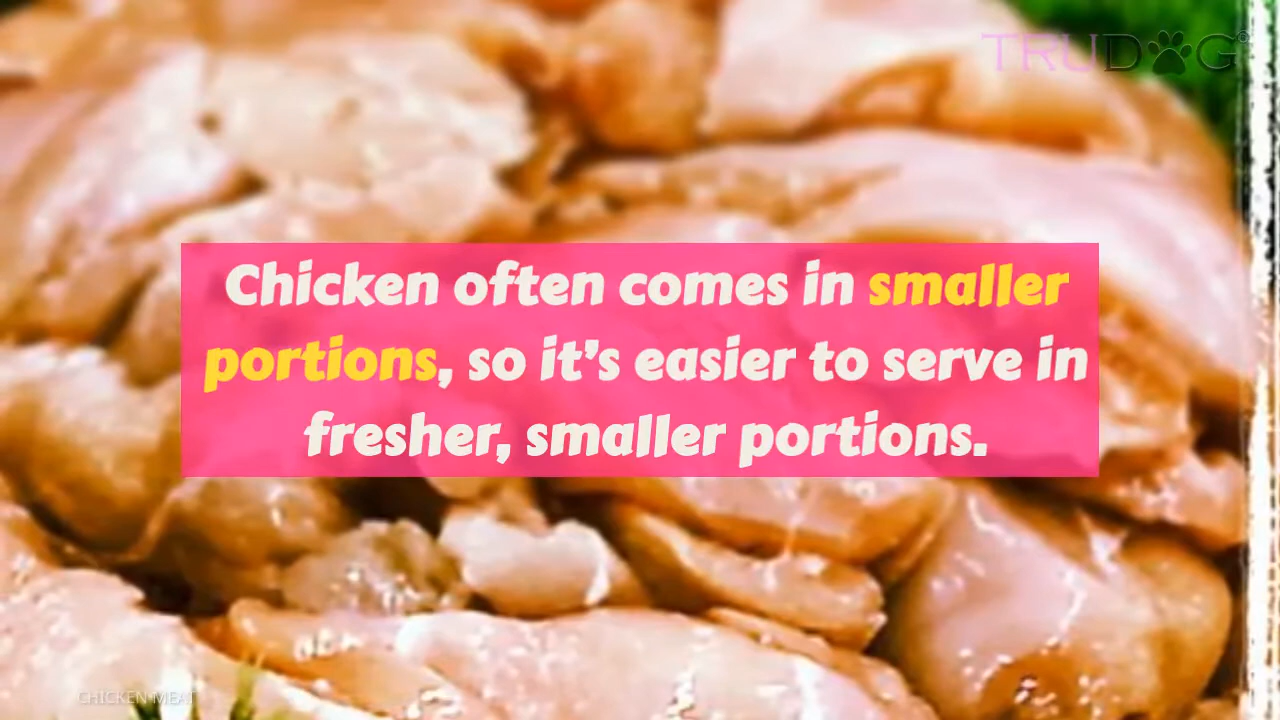 TRUDOG®
Chicken often comes in smaller
portions, so it's easier to serve in
fresher, smaller portions.
CHICKEN MEAT